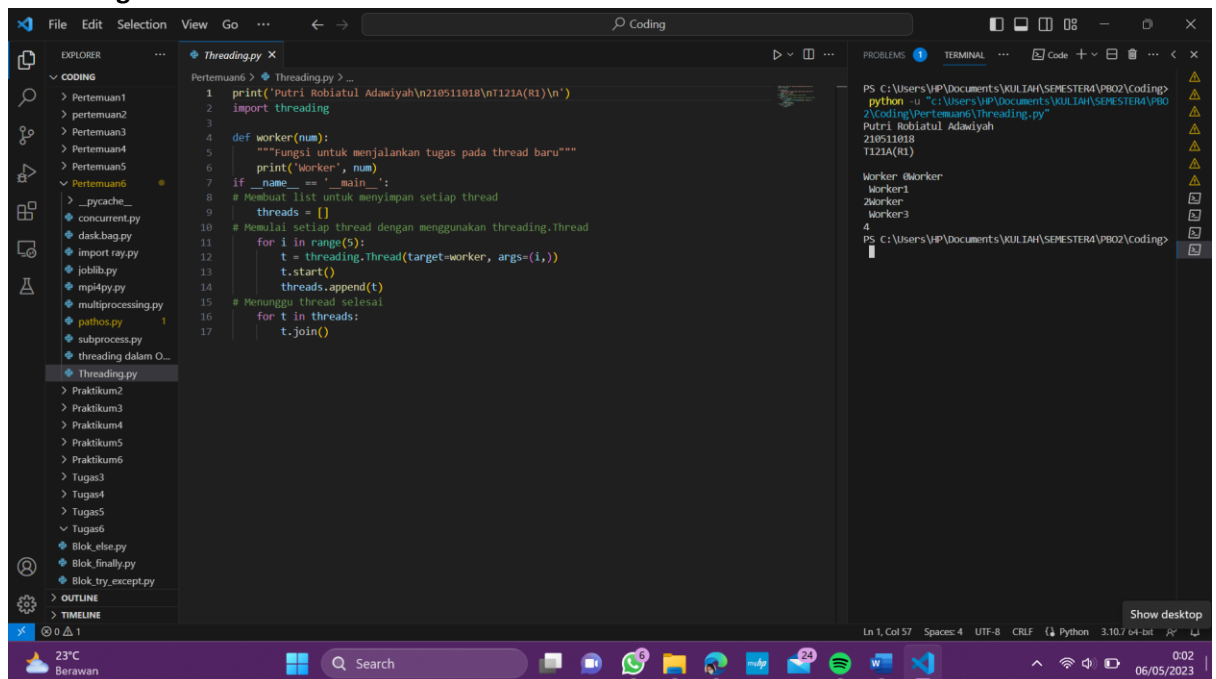 File Edit Selection View Go ··· Coding
EXPLORER ···
CODING
Pertemuan1
pertemuan2
Pertemuan3
Pertemuan4
Pertemuan5
Pertemuan6
__pycache__
concurrent.py
dask.bag.py
import ray.py
joblib.py
mpi4py.py
multiprocessing.py
pathos.py 1
subprocess.py
threading dalam O...
Threading.py
Praktikum2
Praktikum3
Praktikum4
Praktikum5
Praktikum6
Tugas3
Tugas4
Tugas5
Tugas6
Blok_else.py
Blok_finally.py
Blok_try_except.py
OUTLINE
TIMELINE
Threading.py
Pertemuan6 > Threading.py > ...
1 print('Putri Robiatul Adawiyah\n210511018\nT121A(R1)\n')
2 import threading
3
4 def worker(num):
5 """Fungsi untuk menjalankan tugas pada thread baru"""
6 print('Worker', num)
7 if __name__ == '__main__':
8 # Membuat list untuk menyimpan setiap thread
9 threads = []
10 # Memulai setiap thread dengan menggunakan threading.Thread
11 for i in range(5):
12 t = threading.Thread(target=worker, args=(i,))
13 t.start()
14 threads.append(t)
15 # Menunggu thread selesai
16 for t in threads:
17 t.join()
PROBLEMS 1 TERMINAL ··· Code
PS C:\Users\HP\Documents\KULIAH\SEMESTER4\PBO2\Coding>
python -u "c:\Users\HP\Documents\KULIAH\SEMESTER4\PBO
2\Coding\Pertemuan6\Threading.py"
Putri Robiatul Adawiyah
210511018
T121A(R1)
Worker 0Worker
Worker1
2Worker
Worker3
4
PS C:\Users\HP\Documents\KULIAH\SEMESTER4\PBO2\Coding>
Show desktop
0 1 Ln 1, Col 57 Spaces: 4 UTF-8 CRLF Python 3.10.7 64-bit
23°C
Berawan
Search
6
24
0:02
06/05/2023